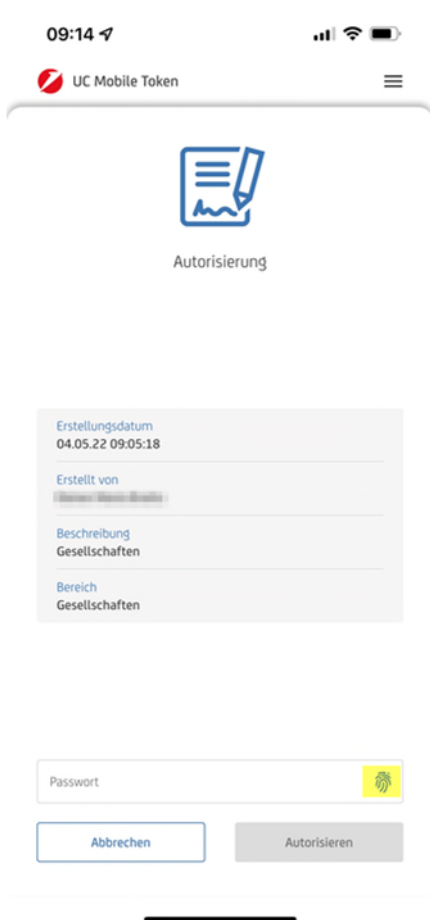 09:14
UC Mobile Token
Autorisierung
Erstellungsdatum
04.05.22 09:05:18
Erstellt von
Beschreibung
Gesellschaften
Bereich
Gesellschaften
Passwort
Abbrechen
Autorisieren